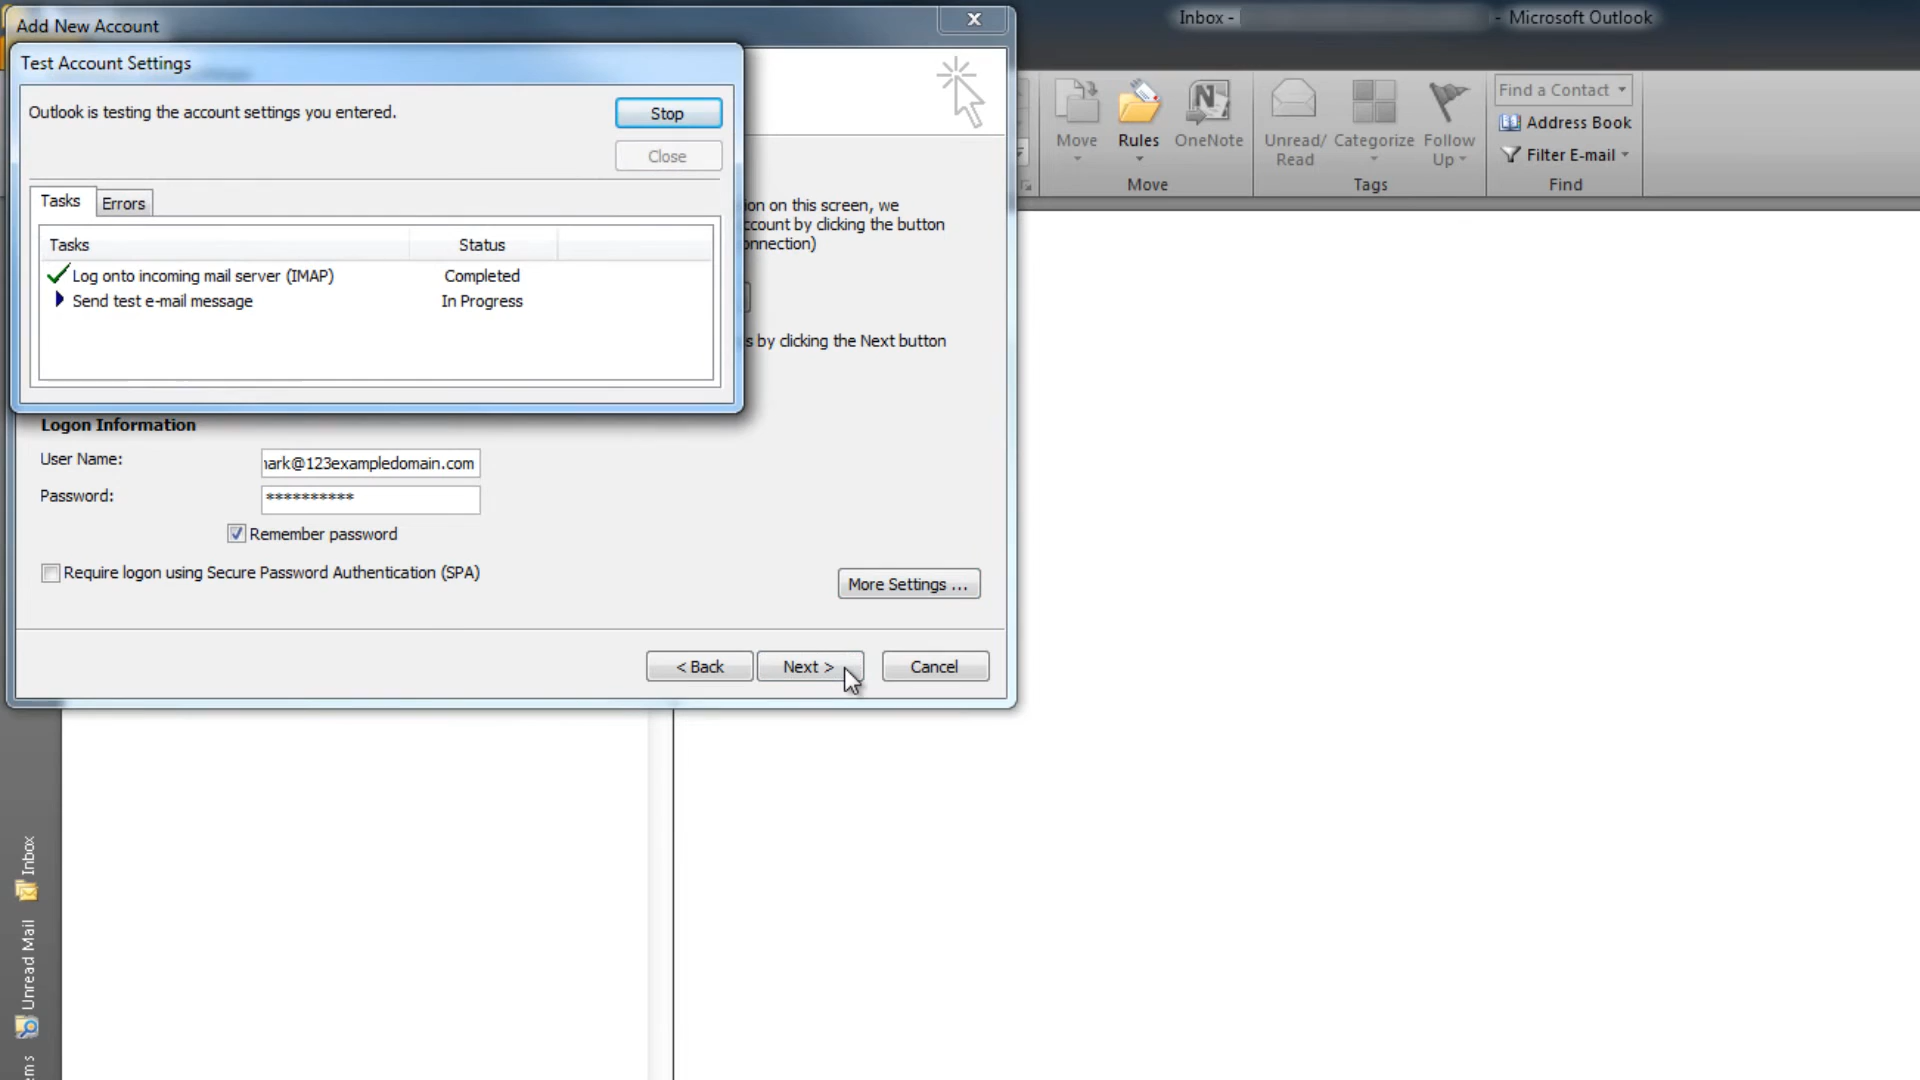 Add New Account
Inbox -
- Microsoft Outlook
Test Account Settings
Outlook is testing the account settings you entered.
Stop
Close
Tasks
Errors
Tasks Status
Log onto incoming mail server (IMAP) Completed
Send test e-mail message In Progress
ion on this screen, we
ccount by clicking the button
onnection)
s by clicking the Next button
Logon Information
User Name:
ark@123exampledomain.com
Password:
**********
Remember password
Require logon using Secure Password Authentication (SPA)
More Settings ...
< Back
Next >
Cancel
Move
Rules
OneNote
Move
Unread/
Read
Categorize
Follow
Up
Tags
Find a Contact
Address Book
Filter E-mail
Find
Inbox
Unread Mail
ems